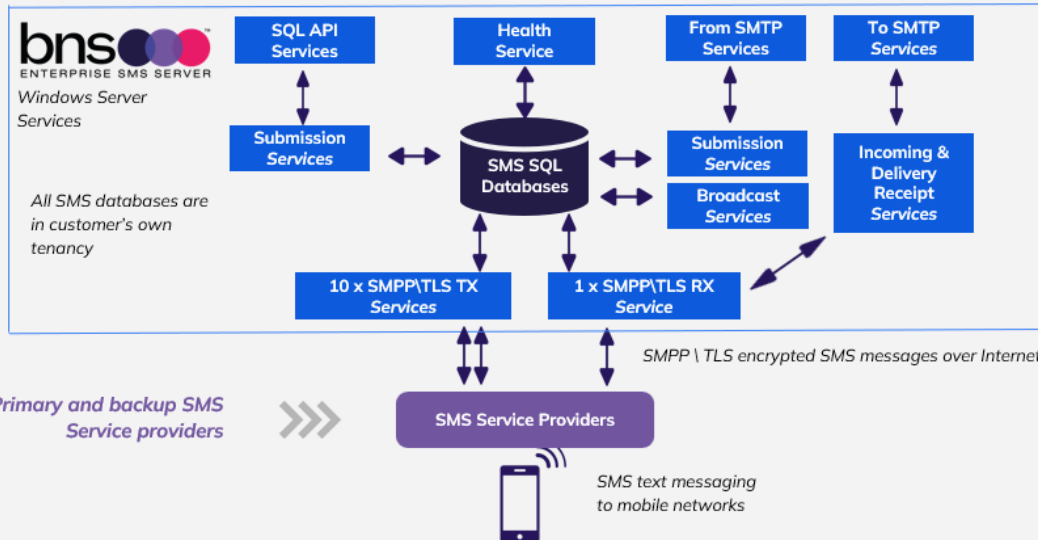 bns
ENTERPRISE SMS SERVER
Windows Server
Services
SQL API
Services
Health
Service
From SMTP
Services
To SMTP
Services
Submission
Services
SMS SQL
Databases
Submission
Services
Broadcast
Services
Incoming &
Delivery
Receipt
Services
All SMS databases are
in customer's own
tenancy
10 x SMPP\TLS TX
Services
1 x SMPP\TLS RX
Service
SMPP \ TLS encrypted SMS messages over Internet
Primary and backup SMS
Service providers
SMS Service Providers
SMS text messaging
to mobile networks